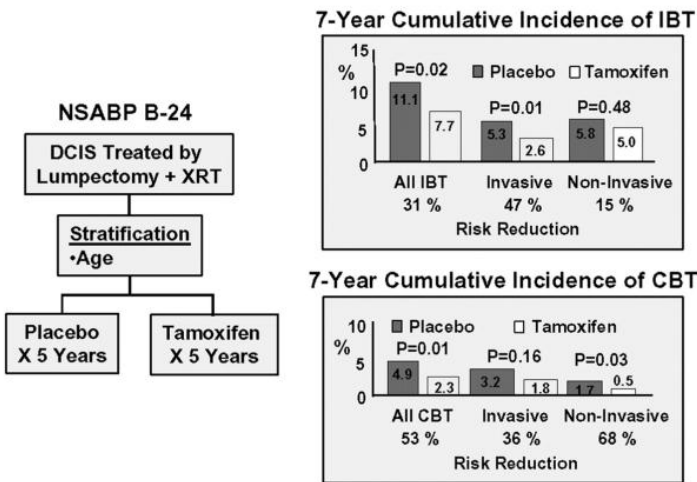 NSABP B-24
DCIS Treated by
Lumpectomy + XRT
Stratification
•Age
Placebo
X 5 Years
Tamoxifen
X 5 Years
7-Year Cumulative Incidence of IBT
15
%
10
5
0
Placebo
Tamoxifen
P=0.02
P=0.01
P=0.48
11.1
7.7
5.3
2.6
5.8
5.0
All IBT
Invasive
Non-Invasive
31 %
47 %
15 %
Risk Reduction
7-Year Cumulative Incidence of CBT
10
%
5
0
Placebo
Tamoxifen
P=0.01
P=0.16
P=0.03
4.9
2.3
3.2
1.8
1.7
0.5
All CBT
Invasive
Non-Invasive
53 %
36 %
68 %
Risk Reduction